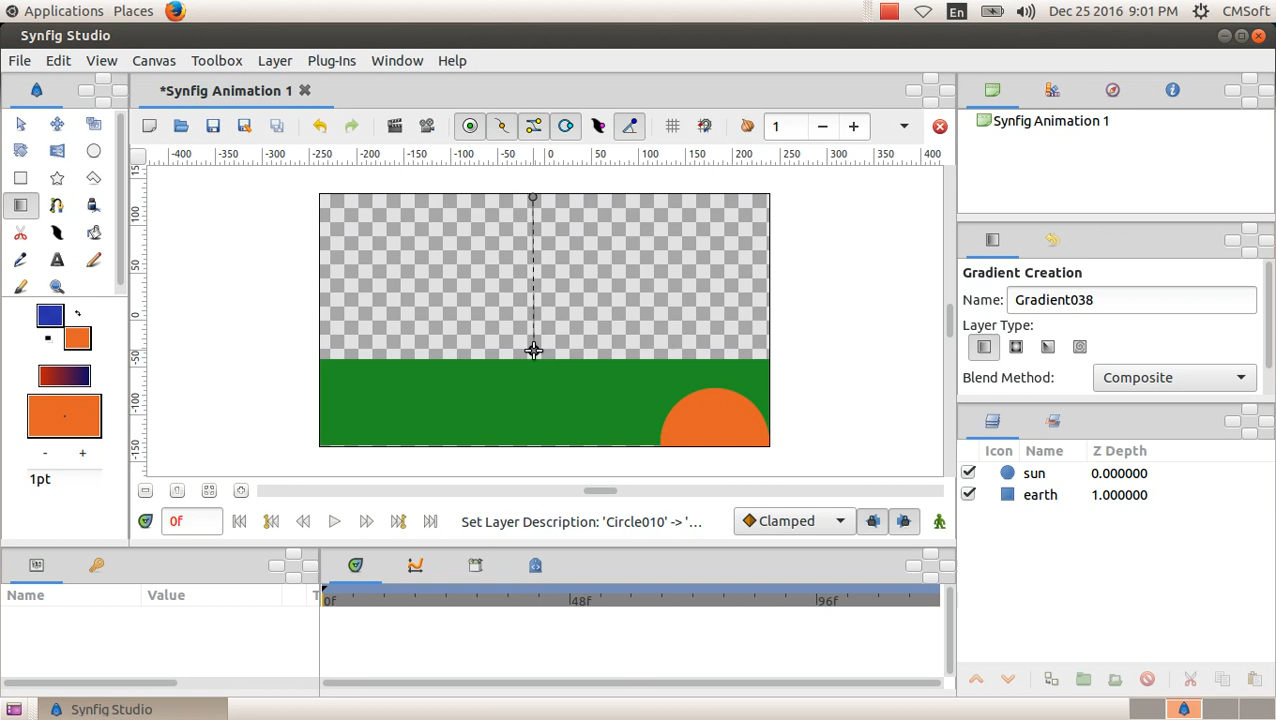 Applications Places En Dec 25 2016 9:01 PM CMSoft
Synfig Studio
File Edit View Canvas Toolbox Layer Plug-Ins Window Help
*Synfig Animation 1
1
-400 -350 -300 -250 -200 -150 -100 -50 0 50 100 150 200 250 300 350 400
100
50
0
-50
-100
-150
1pt
0f Set Layer Description: 'Circle010' -> '... Clamped
Name Value
0f 48f 96f
Synfig Animation 1
Gradient Creation
Name: Gradient038
Layer Type:
Blend Method: Composite
Icon Name Z Depth
sun 0.000000
earth 1.000000
Synfig Studio